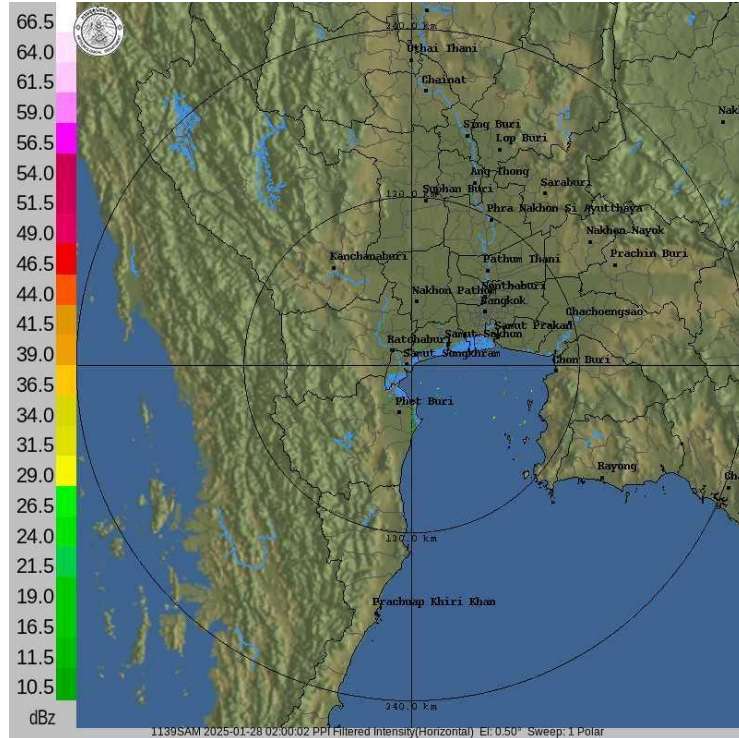 66.5
64.0
61.5
59.0
56.5
54.0
51.5
49.0
46.5
44.0
41.5
39.0
36.5
34.0
31.5
29.0
26.5
24.0
21.5
19.0
16.5
11.5
10.5
dBz
240.0 km
Uthai Thani
Chainat
Sing Buri
Lop Buri
Ang Thong
Saraburi
120.0 km
Suphan Buri
Phra Nakhon Si Ayutthaya
Nakhon Nayok
Kanchanaburi
Pathum Thani
Prachin Buri
Nonthaburi
Nakhon Pathom
Bangkok
Chachoengsao
Samut Prakan
Ratchaburi
Samut Sakhon
Samut Songkhram
Chon Buri
Phet Buri
Rayong
120.0 km
Prachuap Khiri Khan
240.0 km
1139SAM 2025-01-28 02:00:02 PPI Filtered Intensity(Horizontal) El: 0.50° Sweep: 1 Polar